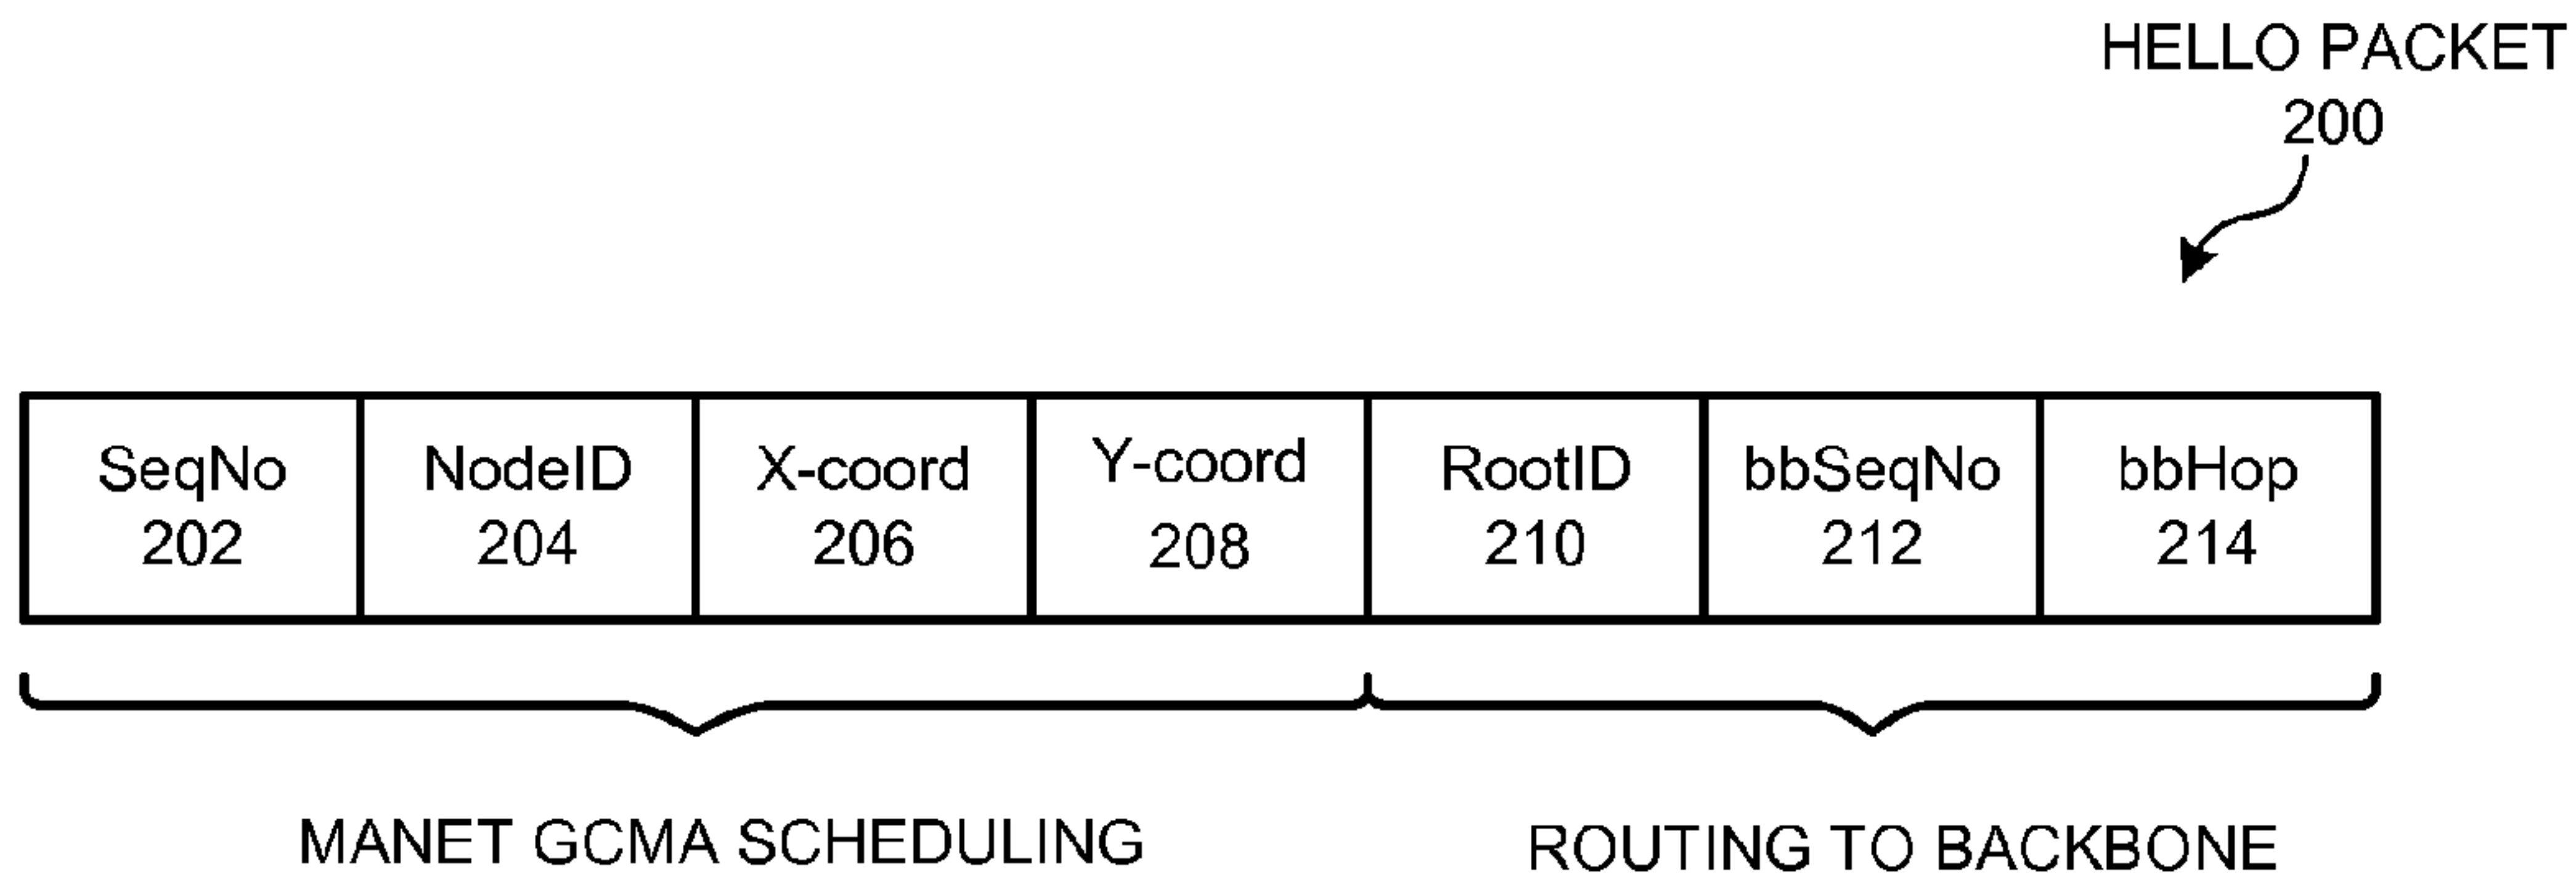 HELLO PACKET
200
SeqNo
202
NodeID
204
X-coord
206
Y-coord
208
RootID
210
bbSeqNo
212
bbHop
214
MANET GCMA SCHEDULING
ROUTING TO BACKBONE